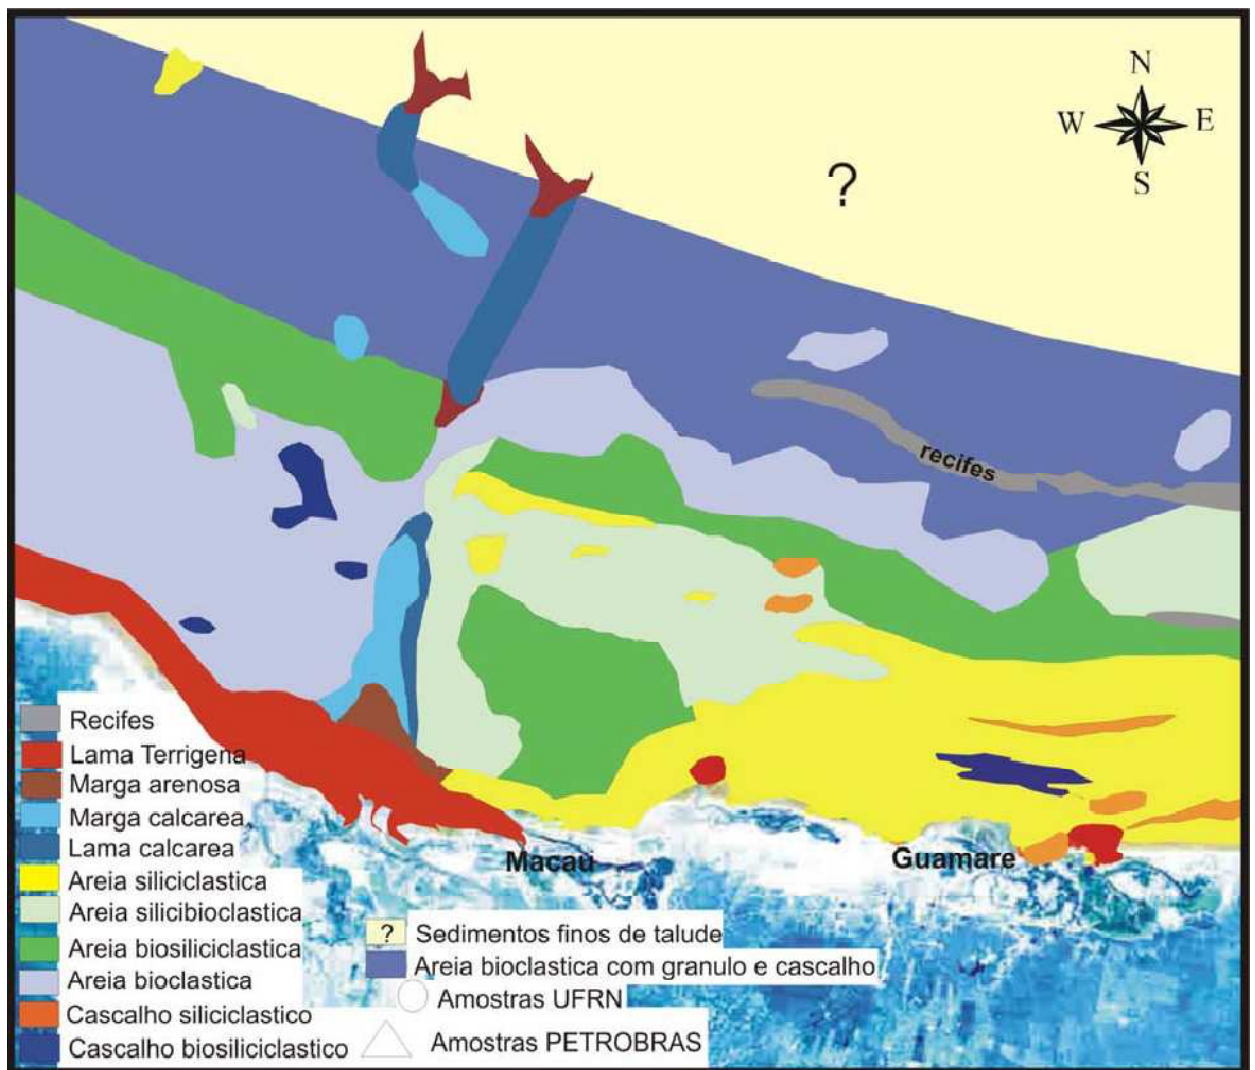 N
W E
S
?
recifes
Macau
Guamare
Recifes
Lama Terrigena
Marga arenosa
Marga calcarea
Lama calcarea
Areia siliciclastica
Areia silicibioclastica
Areia biosiliciclastica
Areia bioclastica
Cascalho siliciclastico
Cascalho biosiliciclastico
? Sedimentos finos de talude
Areia bioclastica com granulo e cascalho
Amostras UFRN
Amostras PETROBRAS